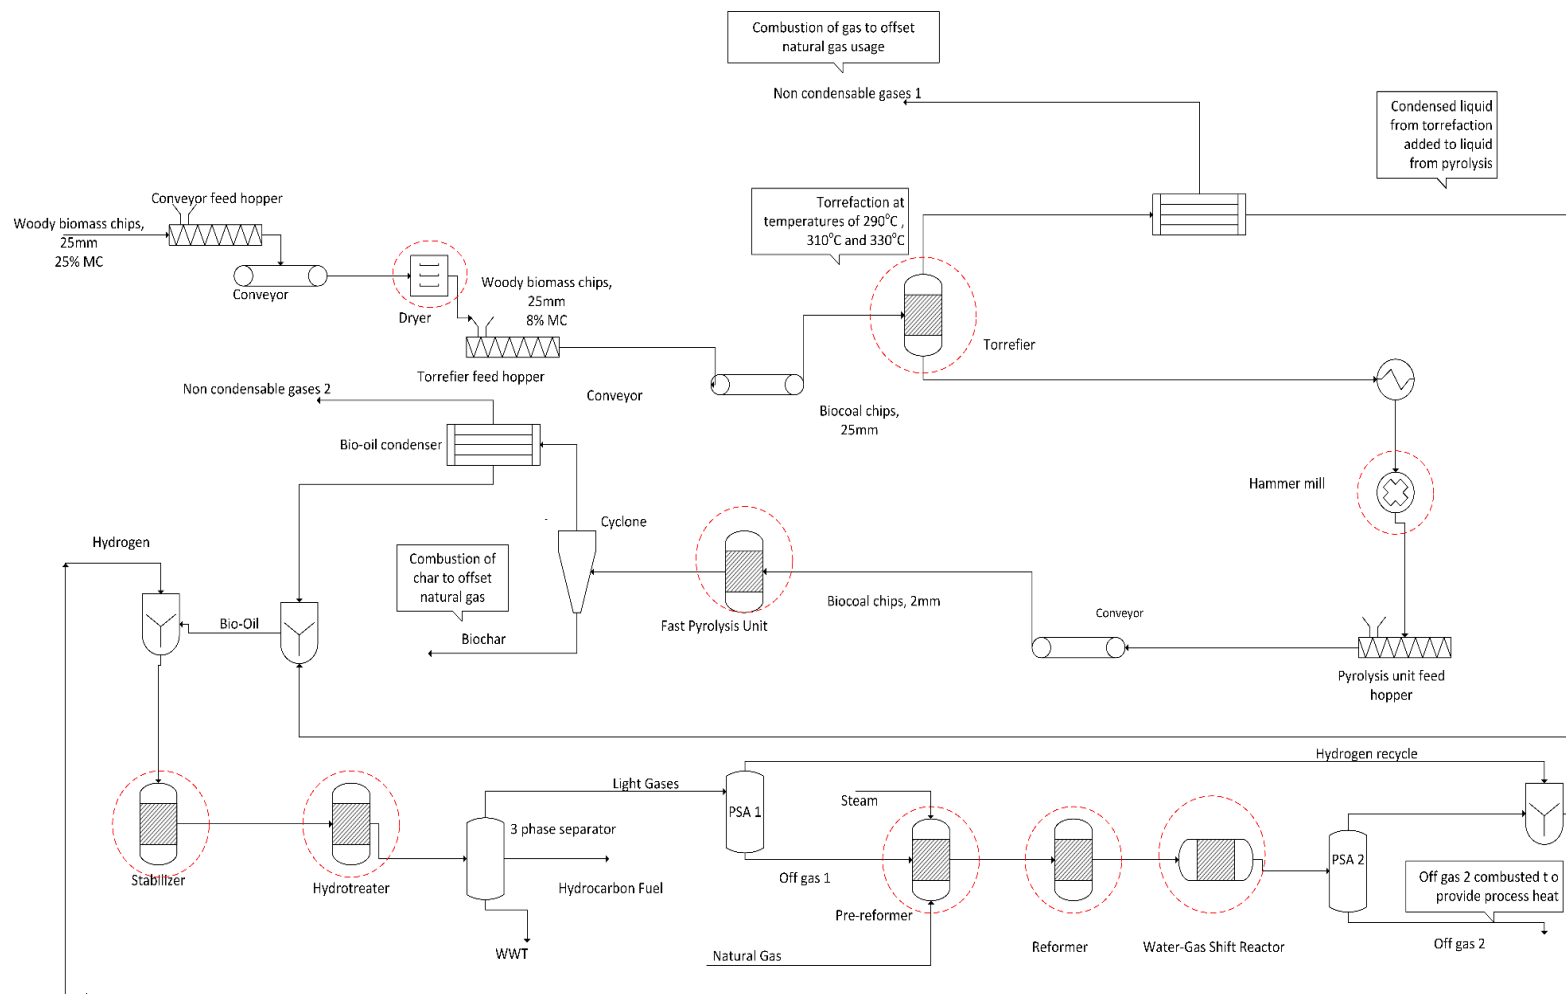 Combustion of gas to offset
natural gas usage
Non condensable gases 1
Condensed liquid
from torrefaction
added to liquid
from pyrolysis
Conveyor feed hopper
Woody biomass chips,
25mm
25% MC
Torrefaction at
temperatures of 290°C ,
310°C and 330°C
Conveyor
Dryer
Woody biomass chips,
25mm
8% MC
Torrefier
Torrefier feed hopper
Non condensable gases 2
Conveyor
Biocoal chips,
25mm
Bio-oil condenser
Hammer mill
Cyclone
Hydrogen
Combustion of
char to offset
natural gas
Biocoal chips, 2mm
Conveyor
Bio-Oil
Fast Pyrolysis Unit
Biochar
Pyrolysis unit feed
hopper
Hydrogen recycle
Light Gases
Steam
PSA 1
3 phase separator
PSA 2
Stabilizer
Hydrotreater
Hydrocarbon Fuel
Off gas 1
Off gas 2 combusted t o
provide process heat
Pre-reformer
WWT
Natural Gas
Reformer
Water-Gas Shift Reactor
Off gas 2